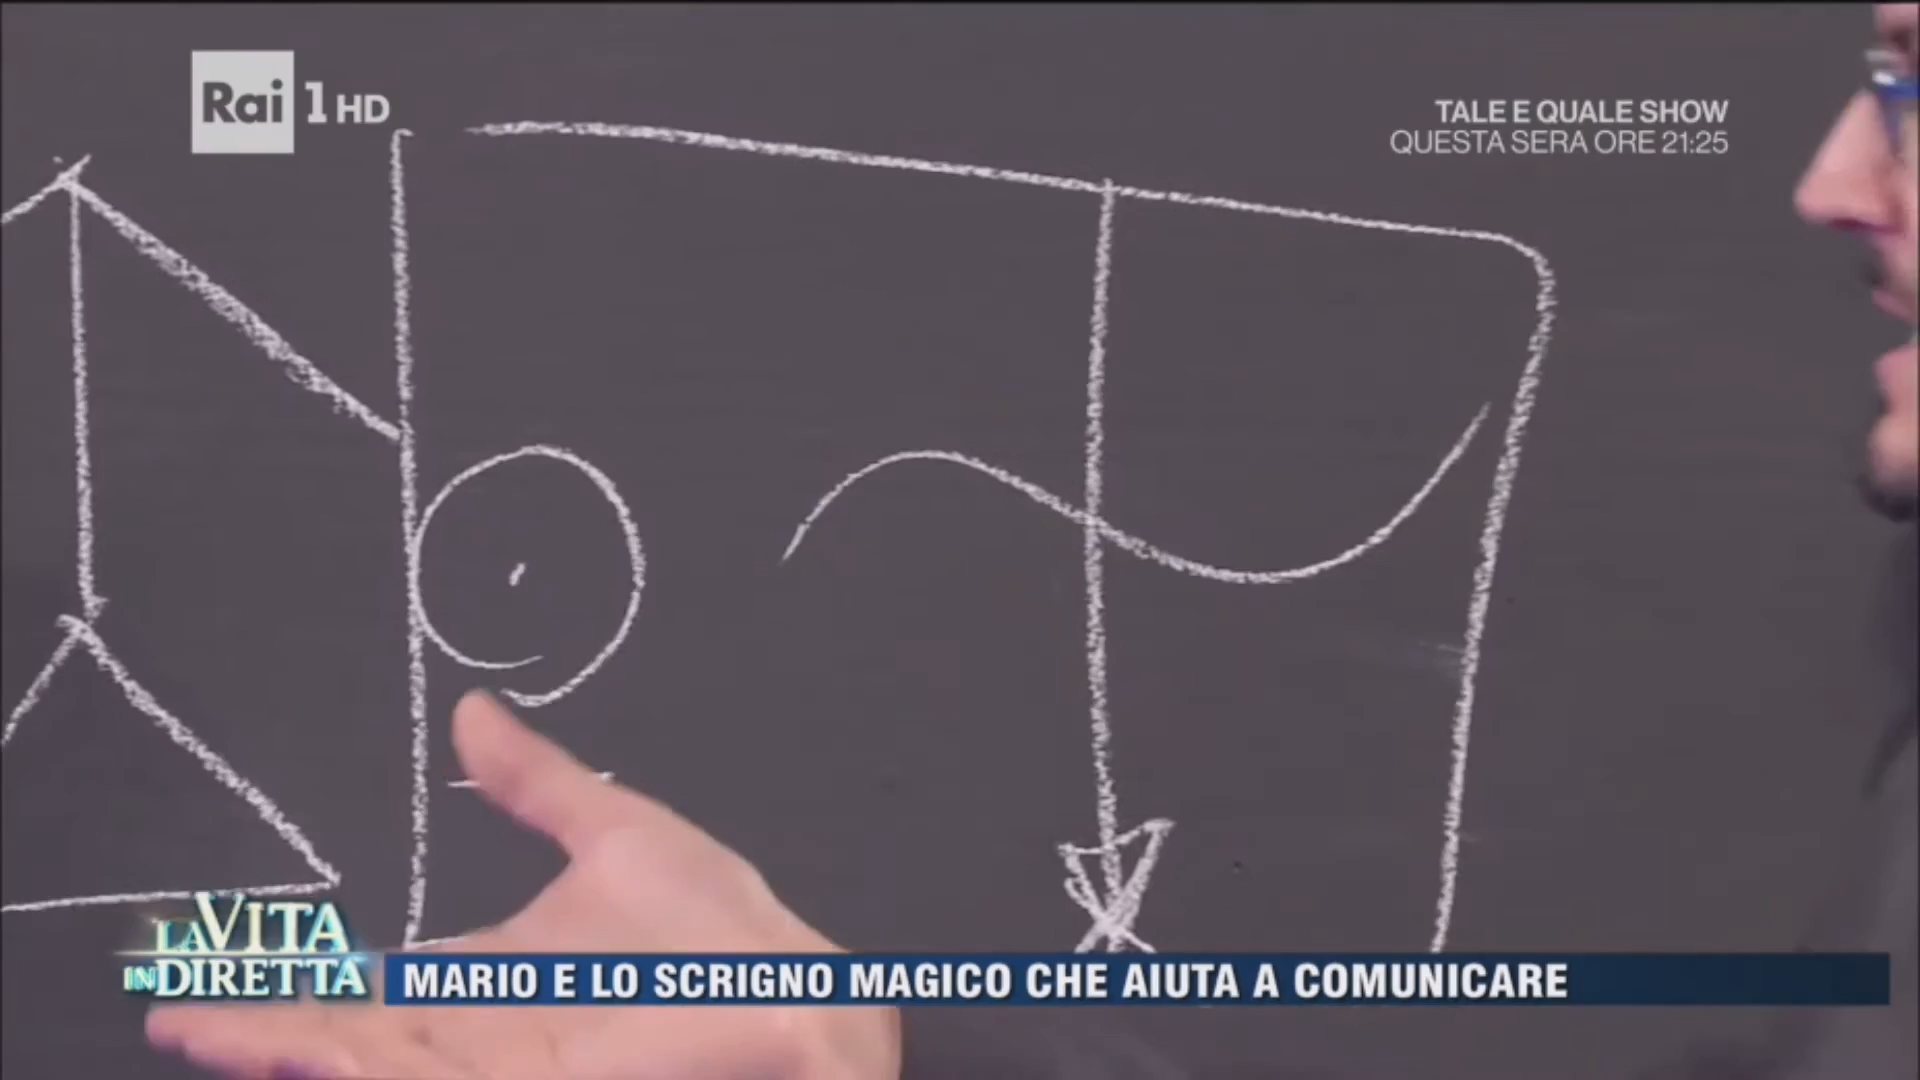 Rai 1 HD
TALE E QUALE SHOW
QUESTA SERA ORE 21:25
LA VITA
IN DIRETTA
MARIO E LO SCRIGNO MAGICO CHE AIUTA A COMUNICARE